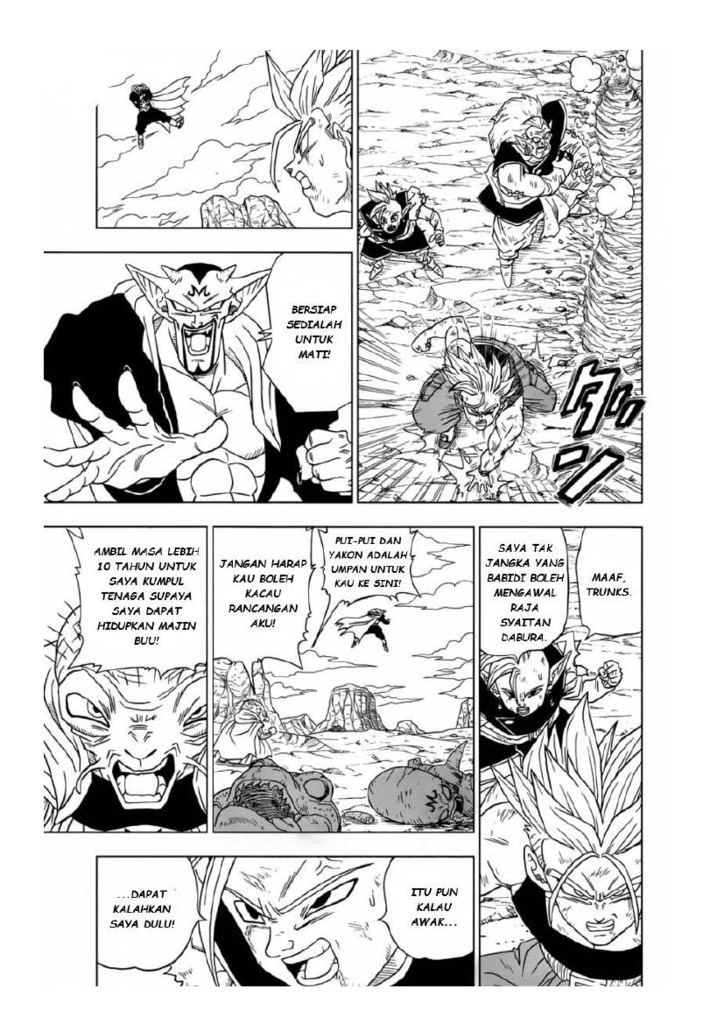 BERSIAP
SEDIALAH
UNTUK
MATI!
MAAF,
TRUNKS.
SAYA TAK
JANGKA YANG
BABIDI BOLEH
MENGAWAL
RAJA
SYAITAN
DABURA.
PUI-PUI DAN
YAKON ADALAH
UMPAN UNTUK
KAU KE SINI!
JANGAN HARAP
KAU BOLEH
KACAU
RANCANGAN
AKU!
AMBIL MASA LEBIH
10 TAHUN UNTUK
SAYA KUMPUL
TENAGA SUPAYA
SAYA DAPAT
HIDUPKAN MAJIN
BUU!
ITU PUN
KALAU
AWAK...
...DAPAT
KALAHKAN
SAYA DULU!